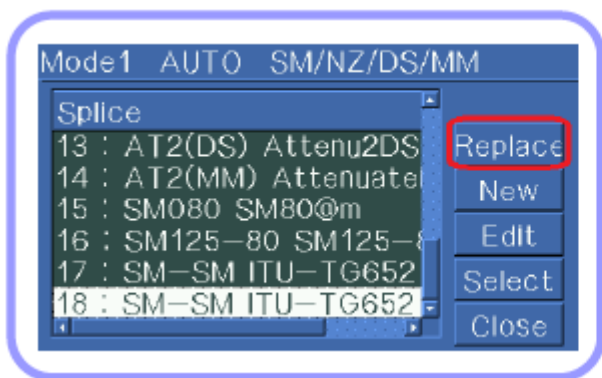 Mode1 AUTO SM/NZ/DS/MM
Splice
13 : AT2(DS) Attenu2DS
14 : AT2(MM) Attenuate
15 : SM080 SM80@m
16 : SM125-80 SM125-8
17 : SM-SM ITU-TG652
18 : SM-SM ITU-TG652
Replace
New
Edit
Select
Close